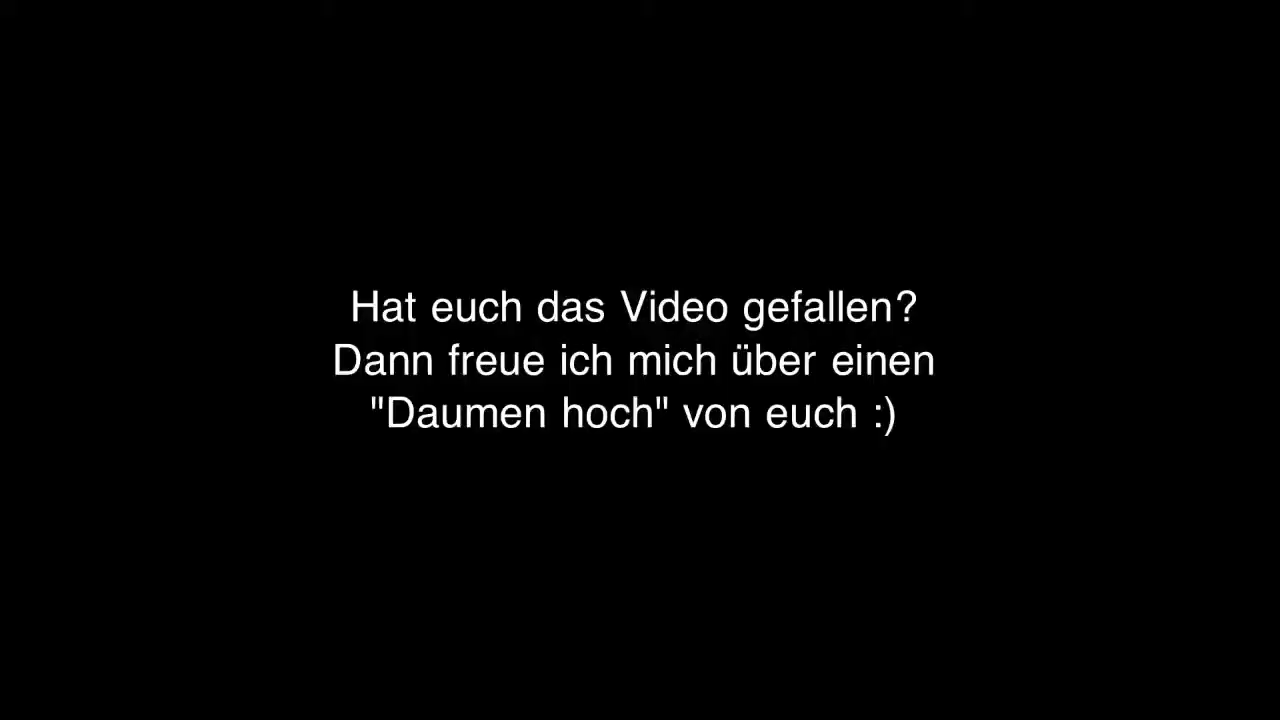 Hat euch das Video gefallen?
Dann freue ich mich über einen
"Daumen hoch" von euch :)